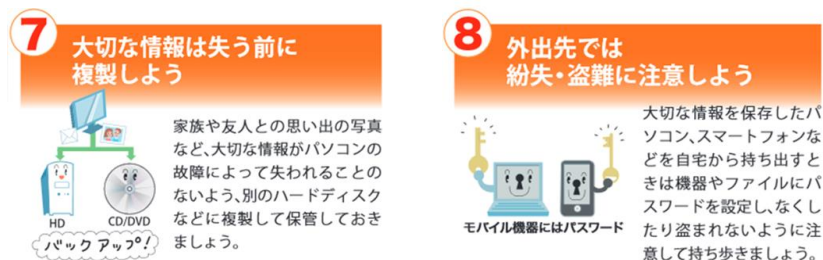 7
大切な情報は失う前に
複製しよう
家族や友人との思い出の写真
など、大切な情報がパソコンの
故障によって失われることの
ないよう、別のハードディスク
などに複製して保管しておき
ましょう。
HD
CD/DVD
バックアップ!
8
外出先では
紛失・盗難に注意しよう
大切な情報を保存したパ
ソコン、スマートフォンな
どを自宅から持ち出すと
きは機器やファイルにパ
スワードを設定し、なくし
たり盗まれないように注
意して持ち歩きましょう。
モバイル機器にはパスワード